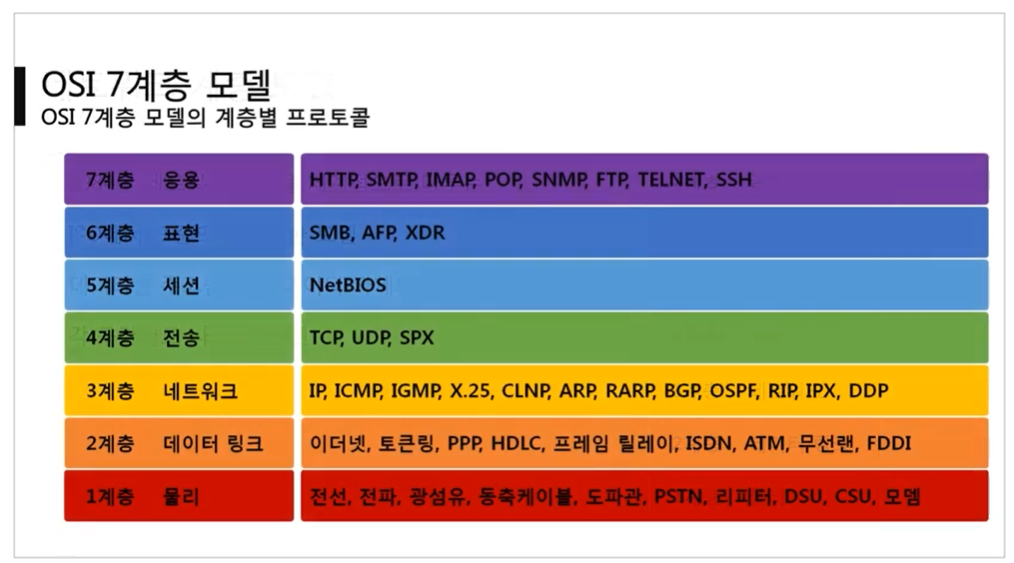 OSI 7계층 모델
OSI 7계층 모델의 계층별 프로토콜
7계층 응용 HTTP, SMTP, IMAP, POP, SNMP, FTP, TELNET, SSH
6계층 표현 SMB, AFP, XDR
5계층 세션 NetBIOS
4계층 전송 TCP, UDP, SPX
3계층 네트워크 IP, ICMP, IGMP, X.25, CLNP, ARP, RARP, BGP, OSPF, RIP, IPX, DDP
2계층 데이터 링크 이더넷, 토큰링, PPP, HDLC, 프레임 릴레이, ISDN, ATM, 무선랜, FDDI
1계층 물리 전선, 전파, 광섬유, 동축케이블, 도파관, PSTN, 리피터, DSU, CSU, 모뎀